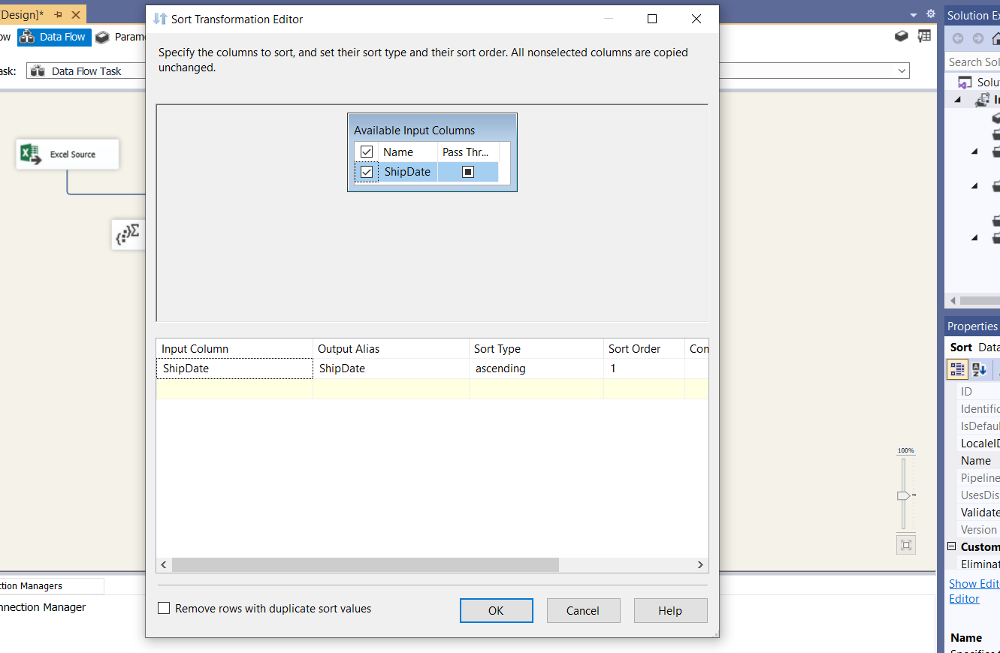 [Design]*
Sort Transformation Editor
Solution Ex
ow
Data Flow
Param
Specify the columns to sort, and set their sort type and their sort order. All nonselected columns are copied
unchanged.
Search Sol
ask:
Data Flow Task
Solu
Available Input Columns
Name
Pass Thr...
ShipDate
Excel Source
Properties
Input Column
Output Alias
Sort Type
Sort Order
Con
ShipDate
ShipDate
ascending
1
Sort Data
ID
Identific
IsDefaul
LocaleID
Name
Pipeline
UsesDis
Validate
Version
Custom
Eliminat
100%
Show Edit
Editor
ction Managers
nnection Manager
Remove rows with duplicate sort values
OK
Cancel
Help
Name